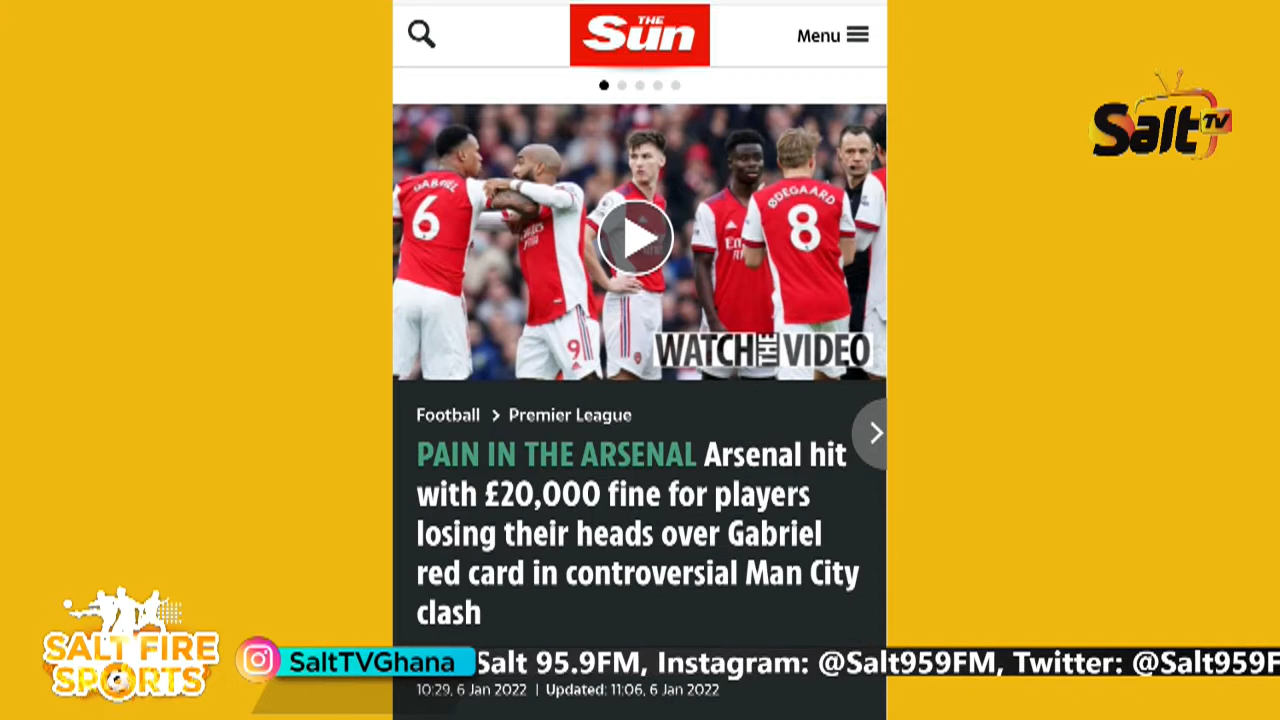 THE
Sun
Menu
Salt TV
GABRIEL
6
ØDEGAARD
8
9
WATCH THE VIDEO
Football > Premier League
PAIN IN THE ARSENAL Arsenal hit
with £20,000 fine for players
losing their heads over Gabriel
red card in controversial Man City
clash
SALT FIRE
SPORTS
SaltTVGhana
Salt 95.9FM, Instagram: @Salt959FM, Twitter: @Salt959F
10:29, 6 Jan 2022 | Updated: 11:06, 6 Jan 2022